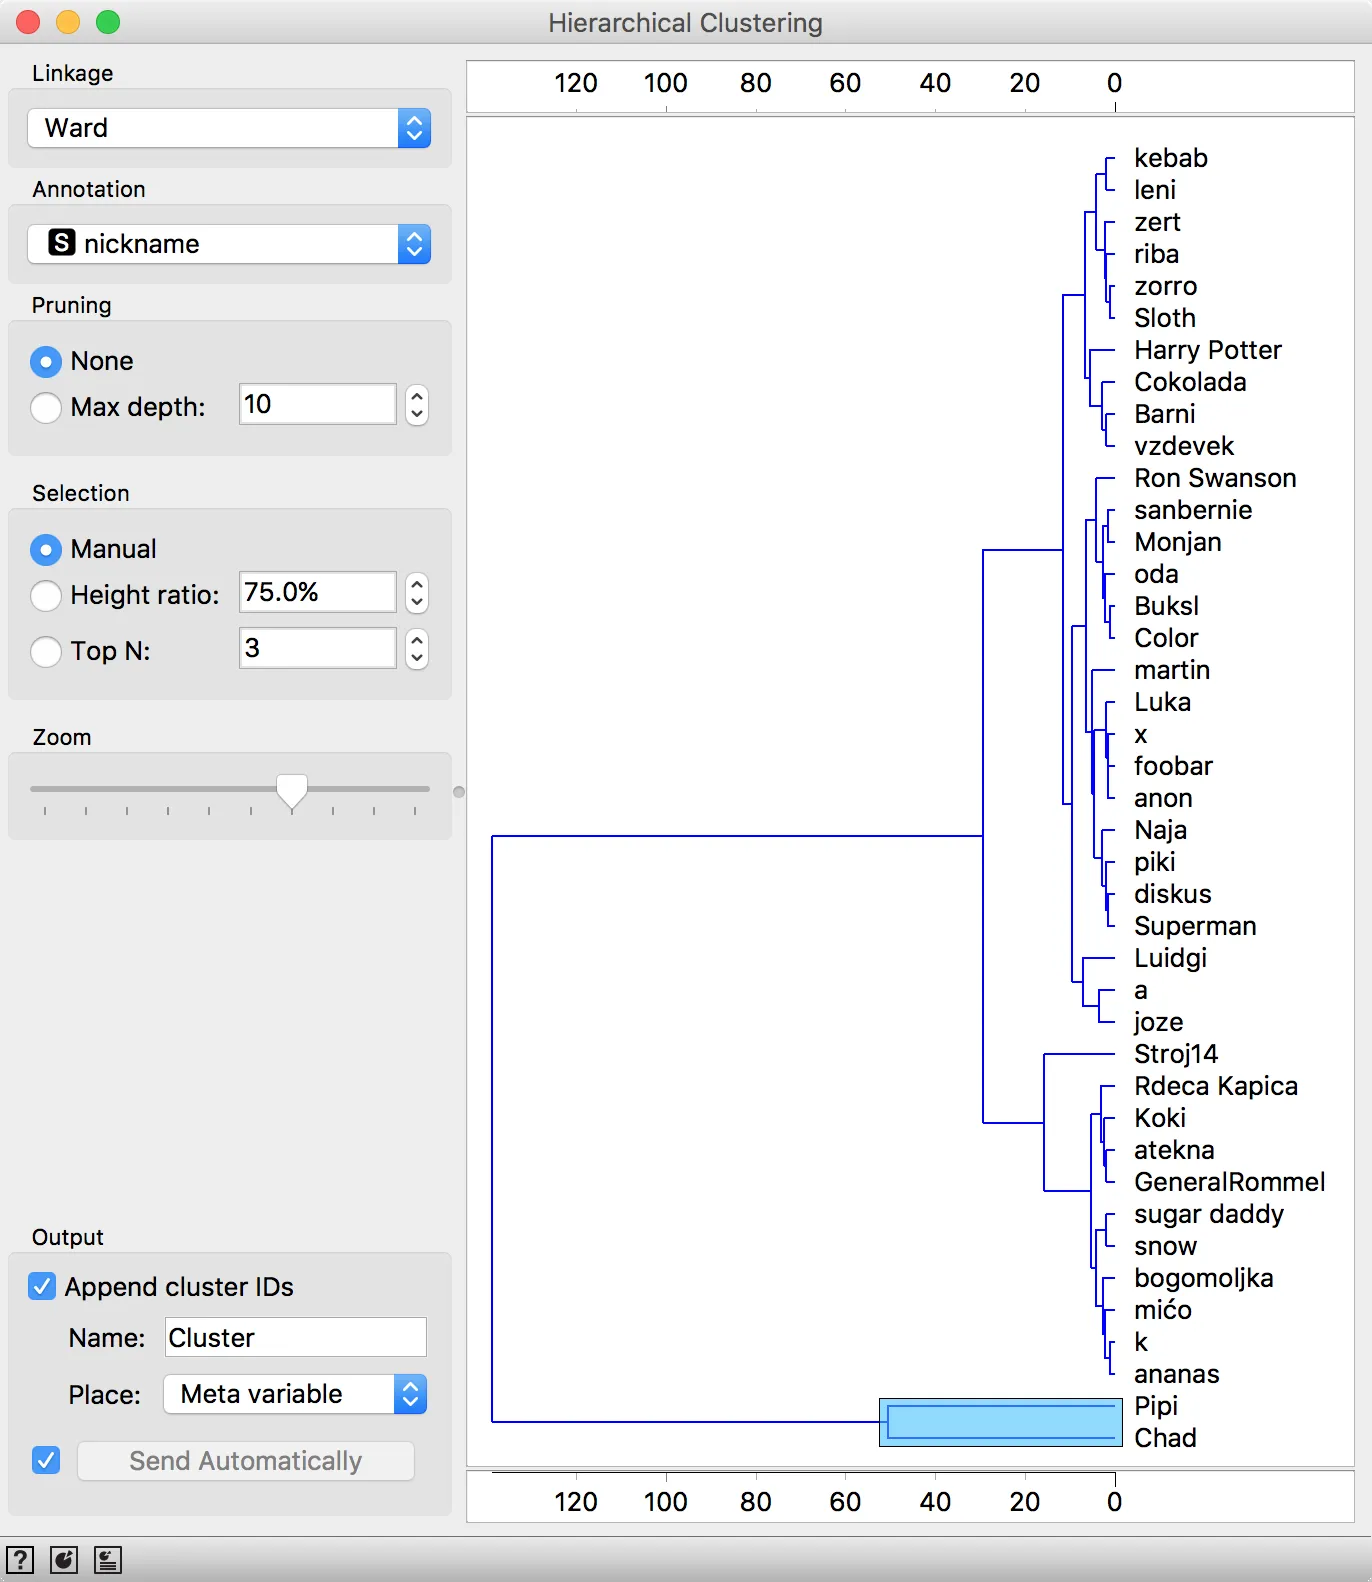 Hierarchical Clustering
Linkage
Ward
Annotation
S nickname
Pruning
None
Max depth: 10
Selection
Manual
Height ratio: 75.0%
Top N: 3
Zoom
Output
Append cluster IDs
Name: Cluster
Place: Meta variable
Send Automatically
?
120 100 80 60 40 20 0
kebab
leni
zert
riba
zorro
Sloth
Harry Potter
Cokolada
Barni
vzdevek
Ron Swanson
sanbernie
Monjan
oda
Buksl
Color
martin
Luka
x
foobar
anon
Naja
piki
diskus
Superman
Luidgi
a
joze
Stroj14
Rdeca Kapica
Koki
atekna
GeneralRommel
sugar daddy
snow
bogomoljka
mićo
k
ananas
Pipi
Chad
120 100 80 60 40 20 0